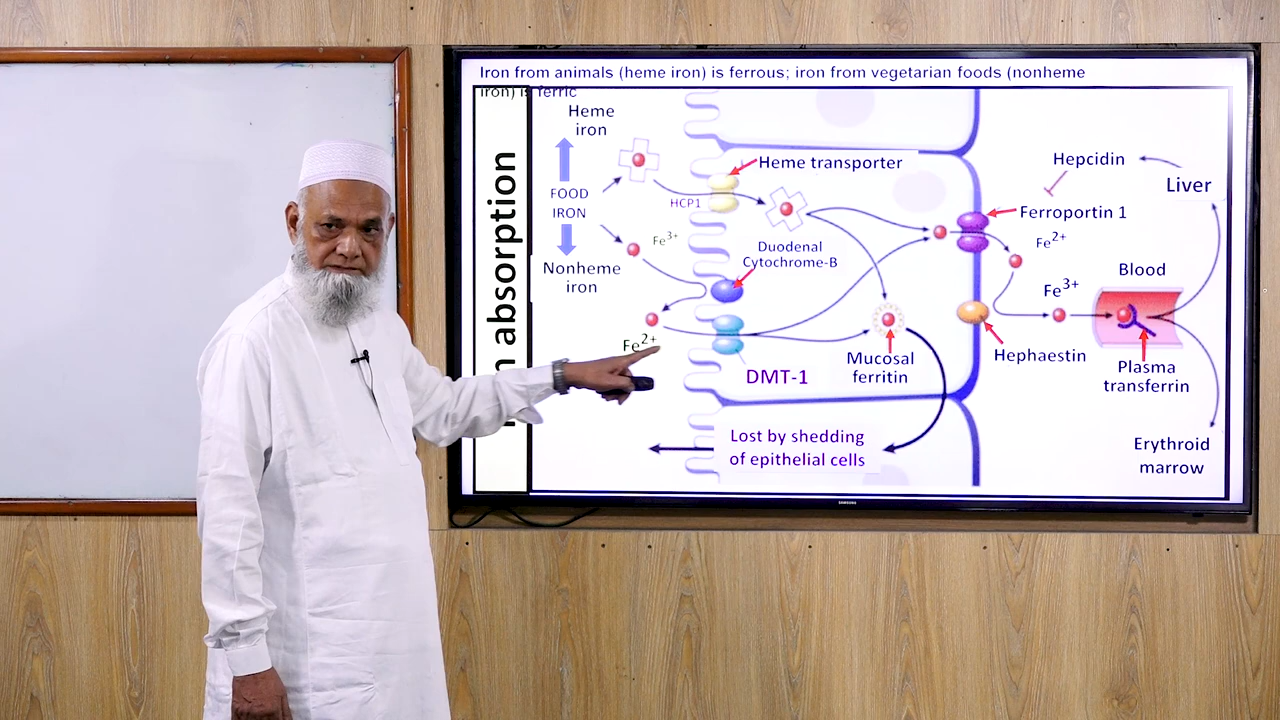 Iron from animals (heme iron) is ferrous; iron from vegetarian foods (nonheme
iron) is ferric
absorption
Heme
iron
FOOD
IRON
Nonheme
iron
Fe3+
Fe2+
HCP1
Heme transporter
Duodenal
Cytochrome-B
DMT-1
Mucosal
ferritin
Lost by shedding
of epithelial cells
Hepcidin
Liver
Ferroportin 1
Fe2+
Fe3+
Blood
Hephaestin
Plasma
transferrin
Erythroid
marrow
SAMSUNG